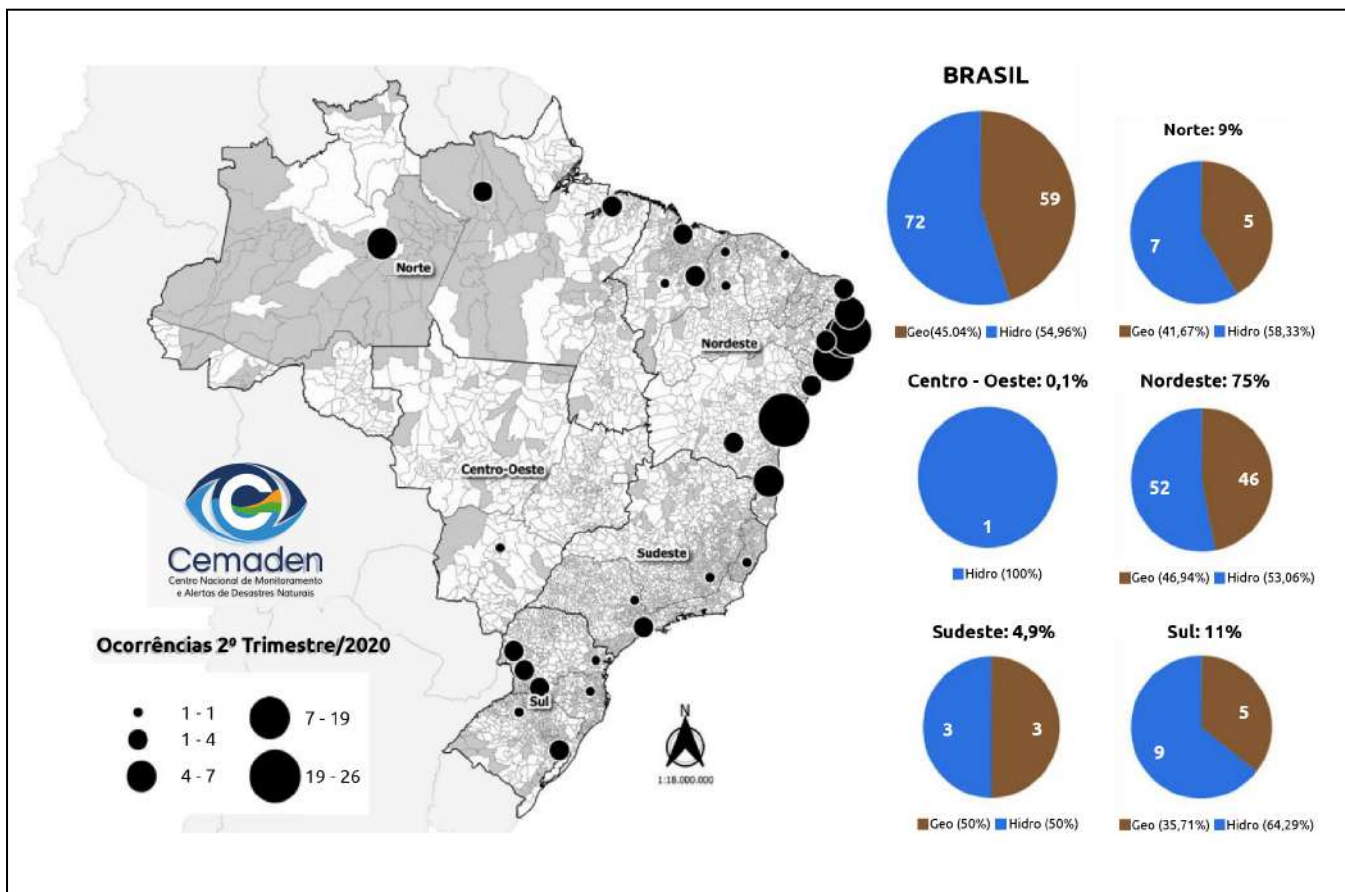 BRASIL
72
59
Geo(45.04%) Hidro (54,96%)
Norte: 9%
7
5
Geo (41,67%) Hidro (58,33%)
Centro - Oeste: 0,1%
1
Hidro (100%)
Nordeste: 75%
52
46
Geo (46,94%) Hidro (53,06%)
Sudeste: 4,9%
3
3
Geo (50%) Hidro (50%)
Sul: 11%
9
5
Geo (35,71%) Hidro (64,29%)
Norte
Nordeste
Centro-Oeste
Sudeste
Sul
Cemaden
Centro Nacional de Monitoramento
e Alertas de Desastres Naturais
Ocorrências 2º Trimestre/2020
1 - 1
1 - 4
4 - 7
7 - 19
19 - 26
N
1:18.000.000